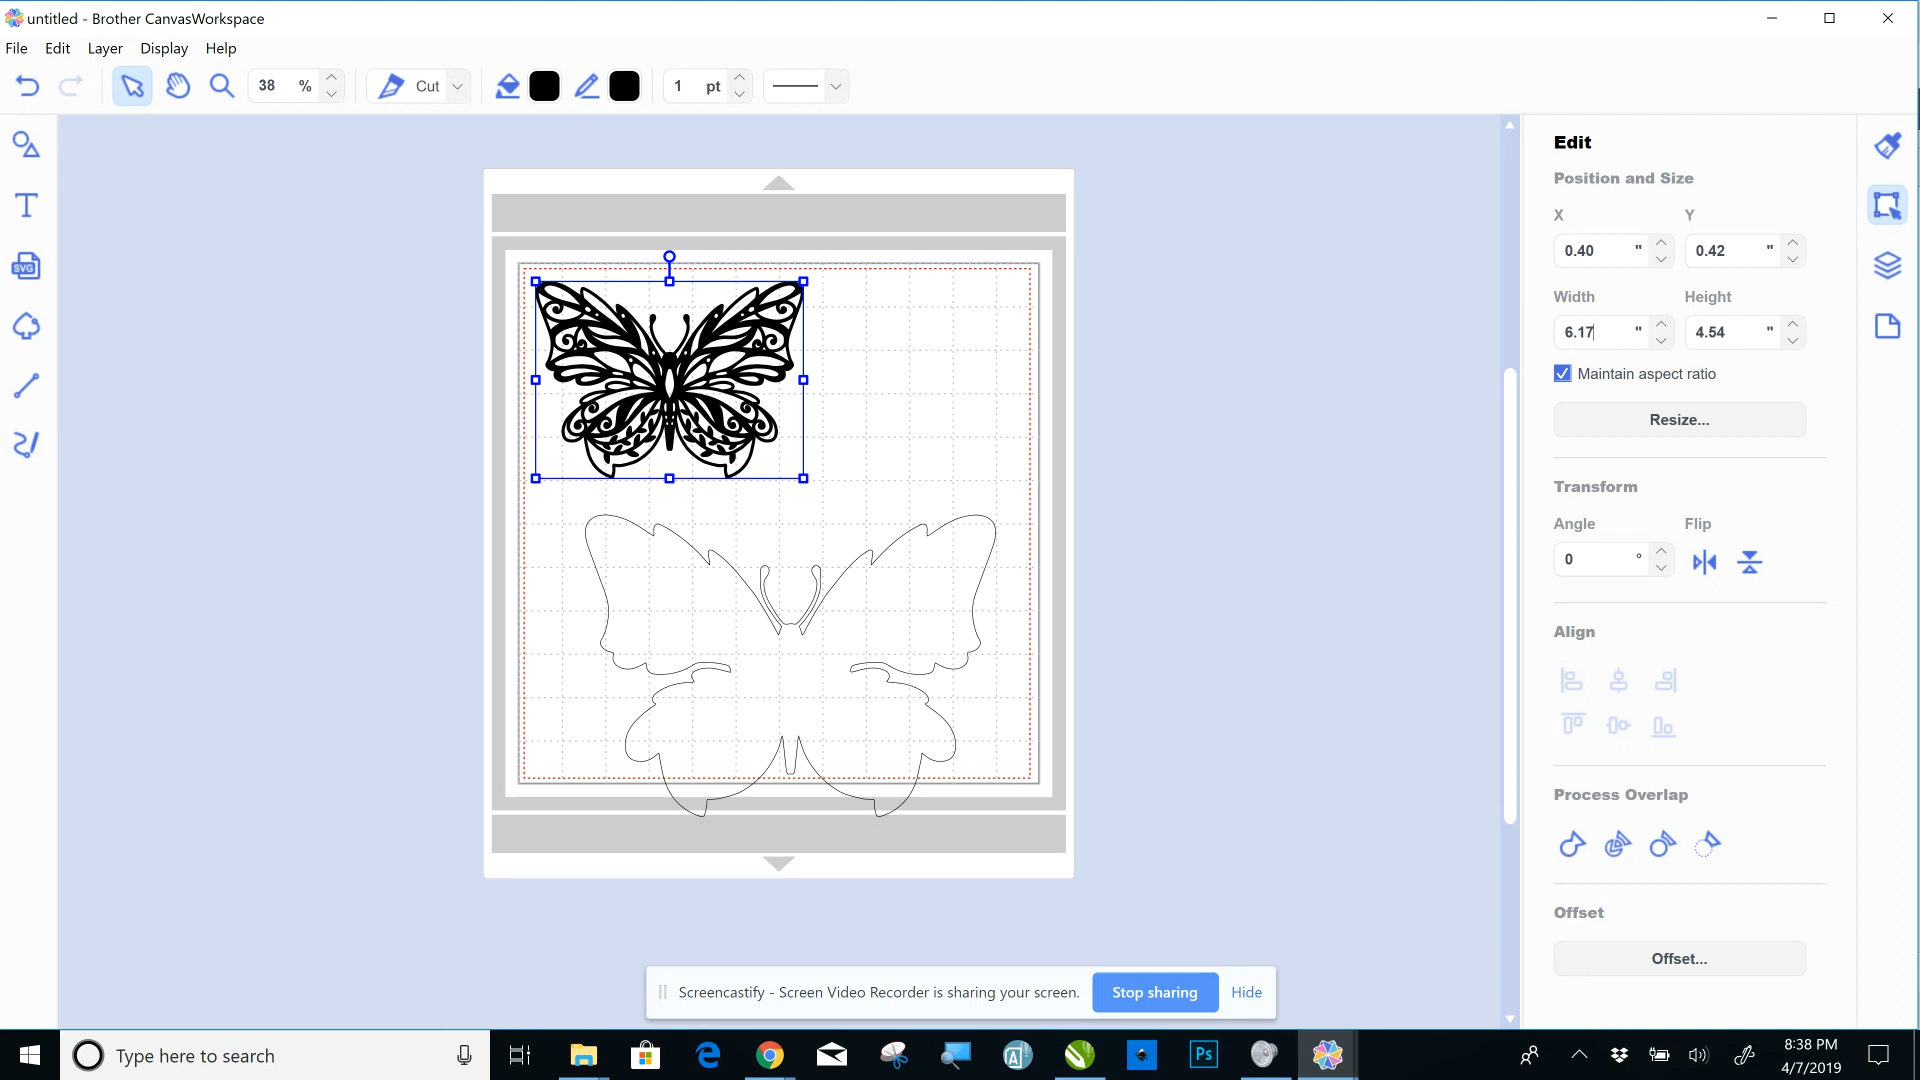 untitled - Brother CanvasWorkspace
File Edit Layer Display Help
38 % Cut 1 pt
SVG
Edit
Position and Size
X Y
0.40 " 0.42 "
Width Height
6.17 " 4.54 "
Maintain aspect ratio
Resize...
Transform
Angle Flip
0 °
Align
Process Overlap
Offset
Offset...
Screencastify - Screen Video Recorder is sharing your screen. Stop sharing Hide
Type here to search
Ps
8:38 PM
4/7/2019